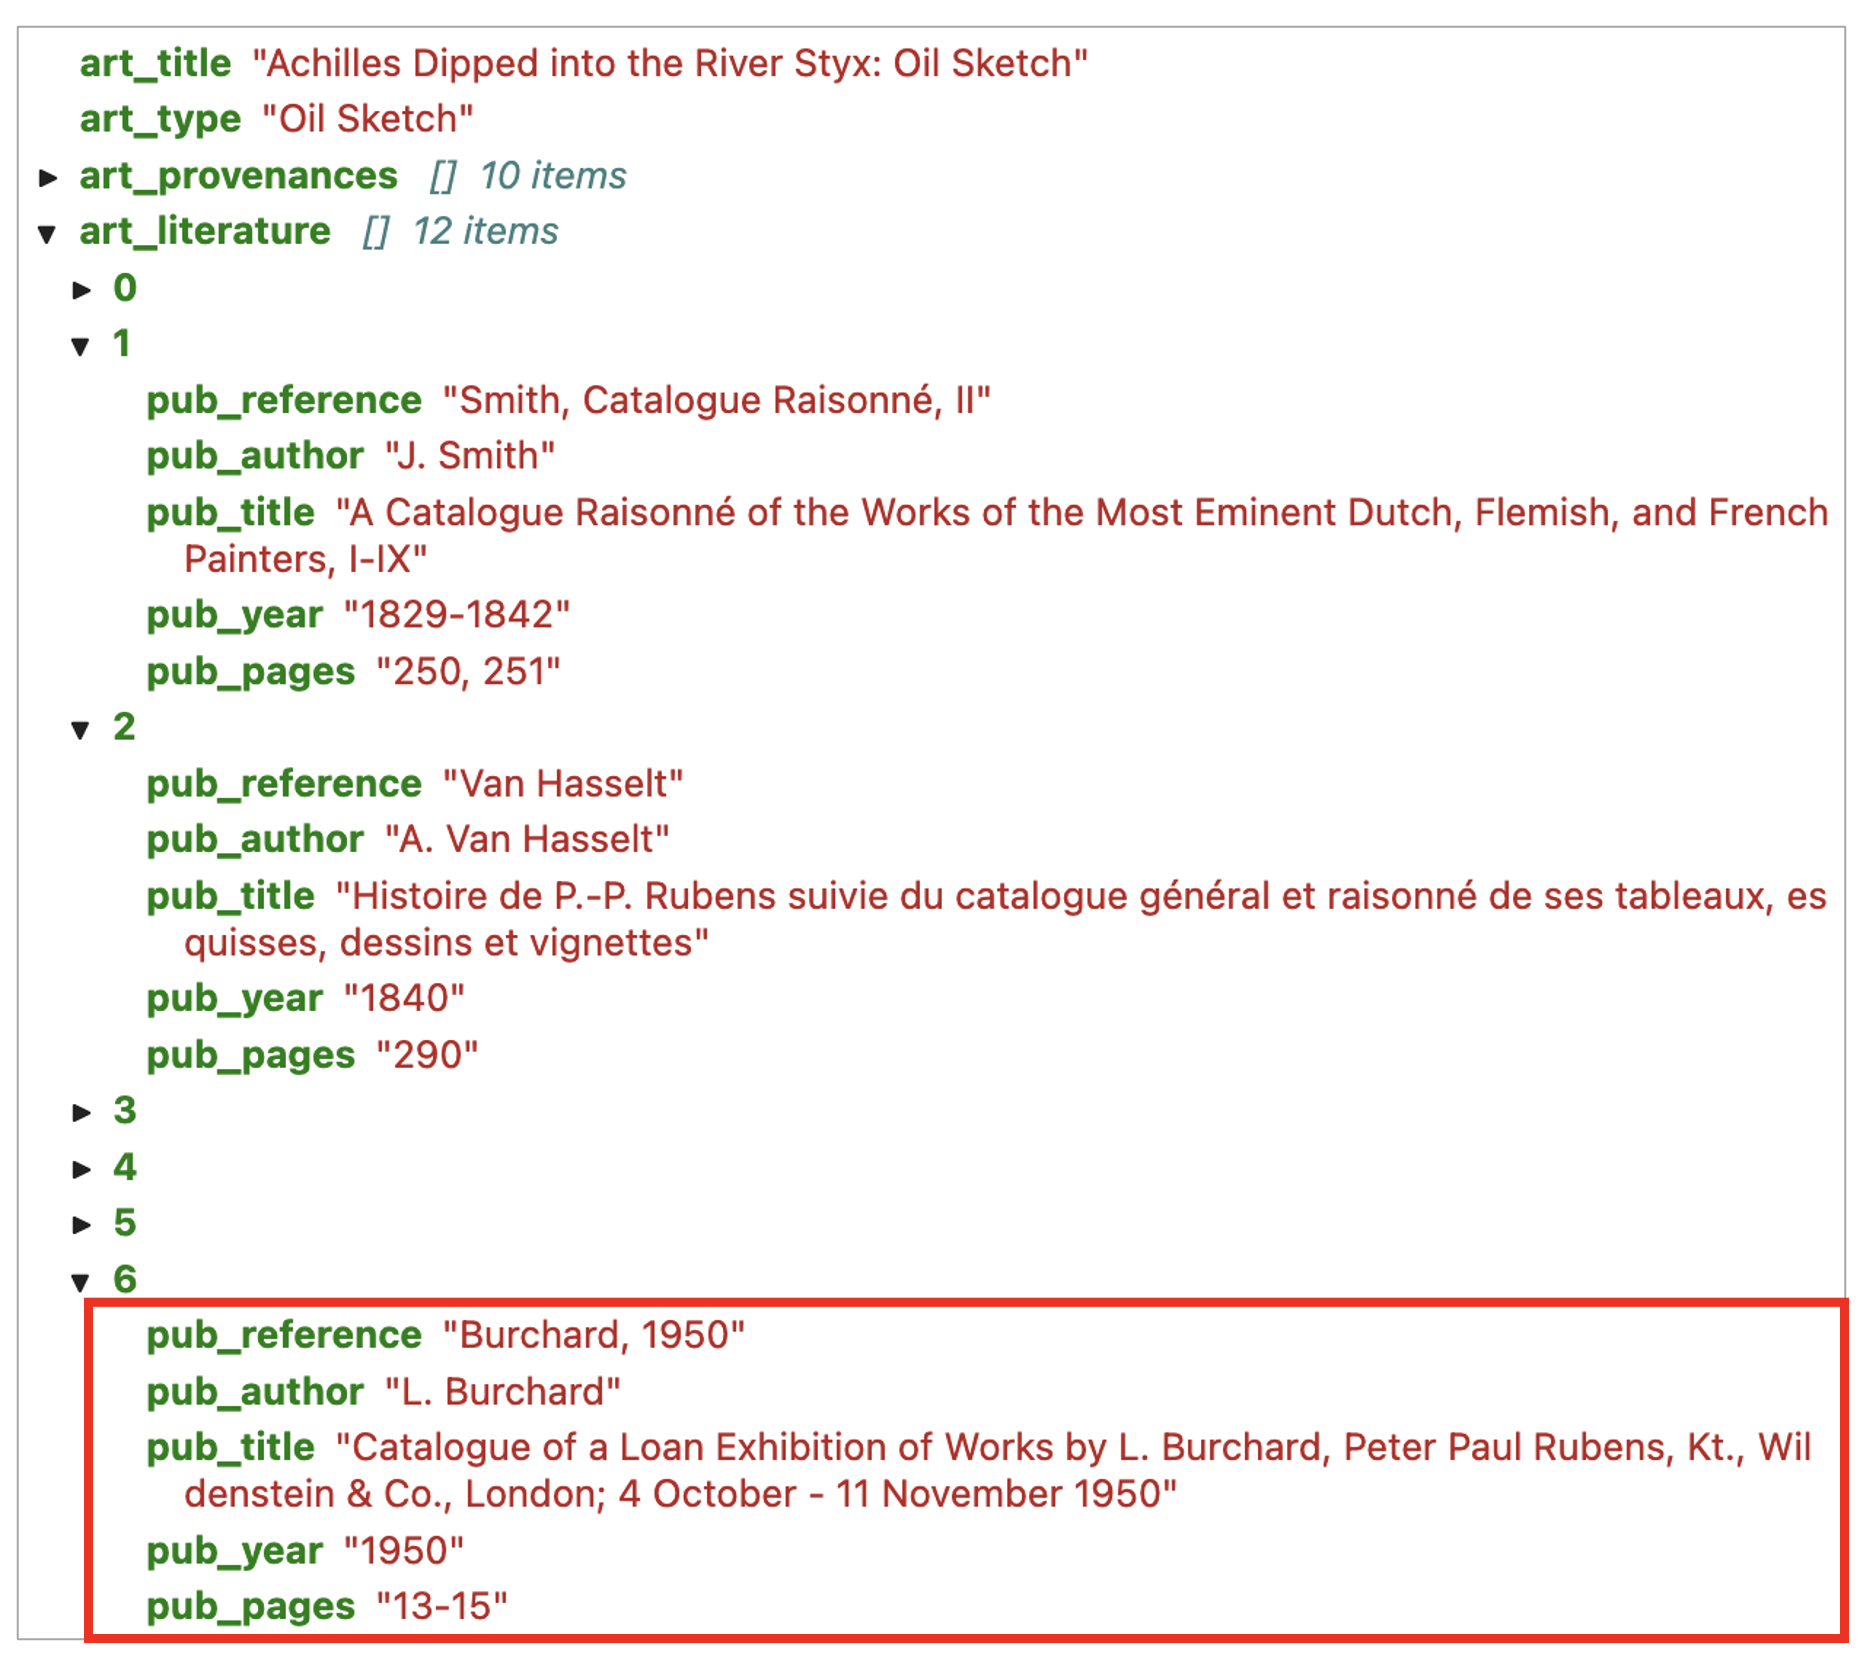 art_title "Achilles Dipped into the River Styx: Oil Sketch"
art_type "Oil Sketch"
art_provenances [] 10 items
art_literature [] 12 items
0
1
pub_reference "Smith, Catalogue Raisonné, II"
pub_author "J. Smith"
pub_title "A Catalogue Raisonné of the Works of the Most Eminent Dutch, Flemish, and French
Painters, I-IX"
pub_year "1829-1842"
pub_pages "250, 251"
2
pub_reference "Van Hasselt"
pub_author "A. Van Hasselt"
pub_title "Histoire de P.-P. Rubens suivie du catalogue général et raisonné de ses tableaux, es
quisses, dessins et vignettes"
pub_year "1840"
pub_pages "290"
3
4
5
6
pub_reference "Burchard, 1950"
pub_author "L. Burchard"
pub_title "Catalogue of a Loan Exhibition of Works by L. Burchard, Peter Paul Rubens, Kt., Wil
denstein & Co., London; 4 October - 11 November 1950"
pub_year "1950"
pub_pages "13-15"